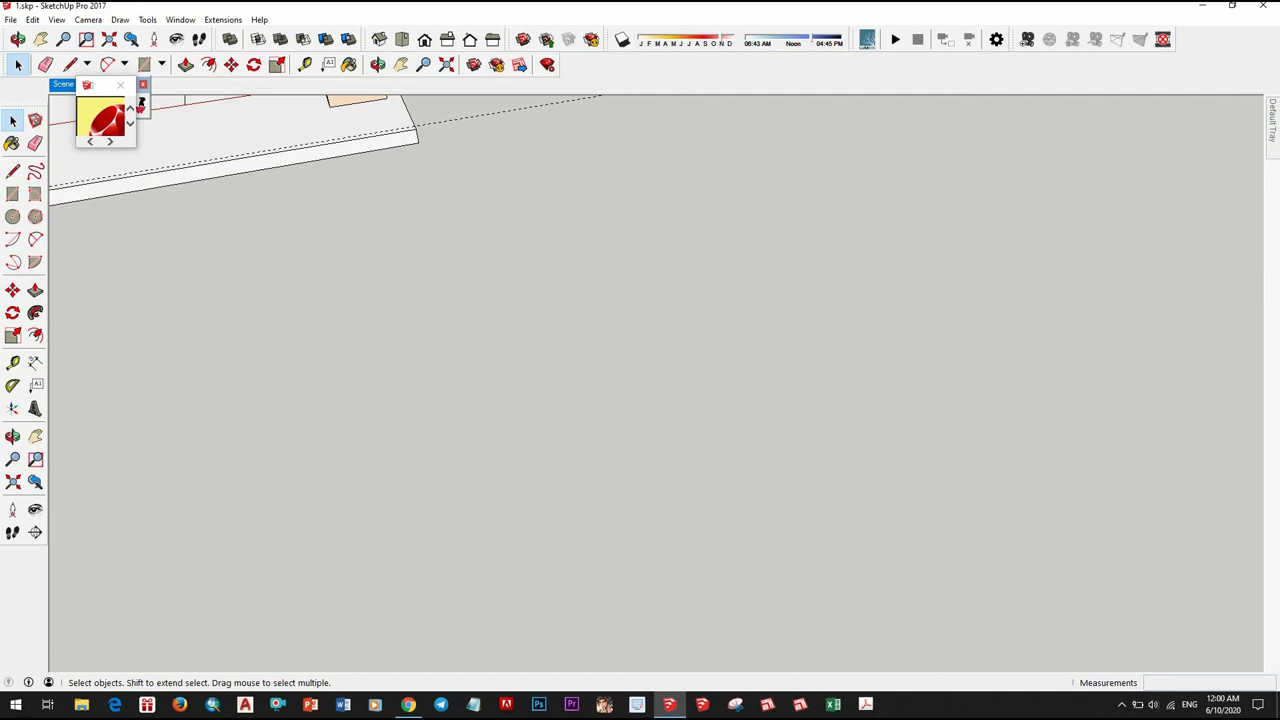 1.skp - SketchUp Pro 2017
File Edit View Camera Draw Tools Window Extensions Help
J F M A M J J A S O N D
06:43 AM Noon 04:45 PM
Scene
Default Tray
Select objects. Shift to extend select. Drag mouse to select multiple.
Measurements
ENG
12:00 AM
6/10/2020